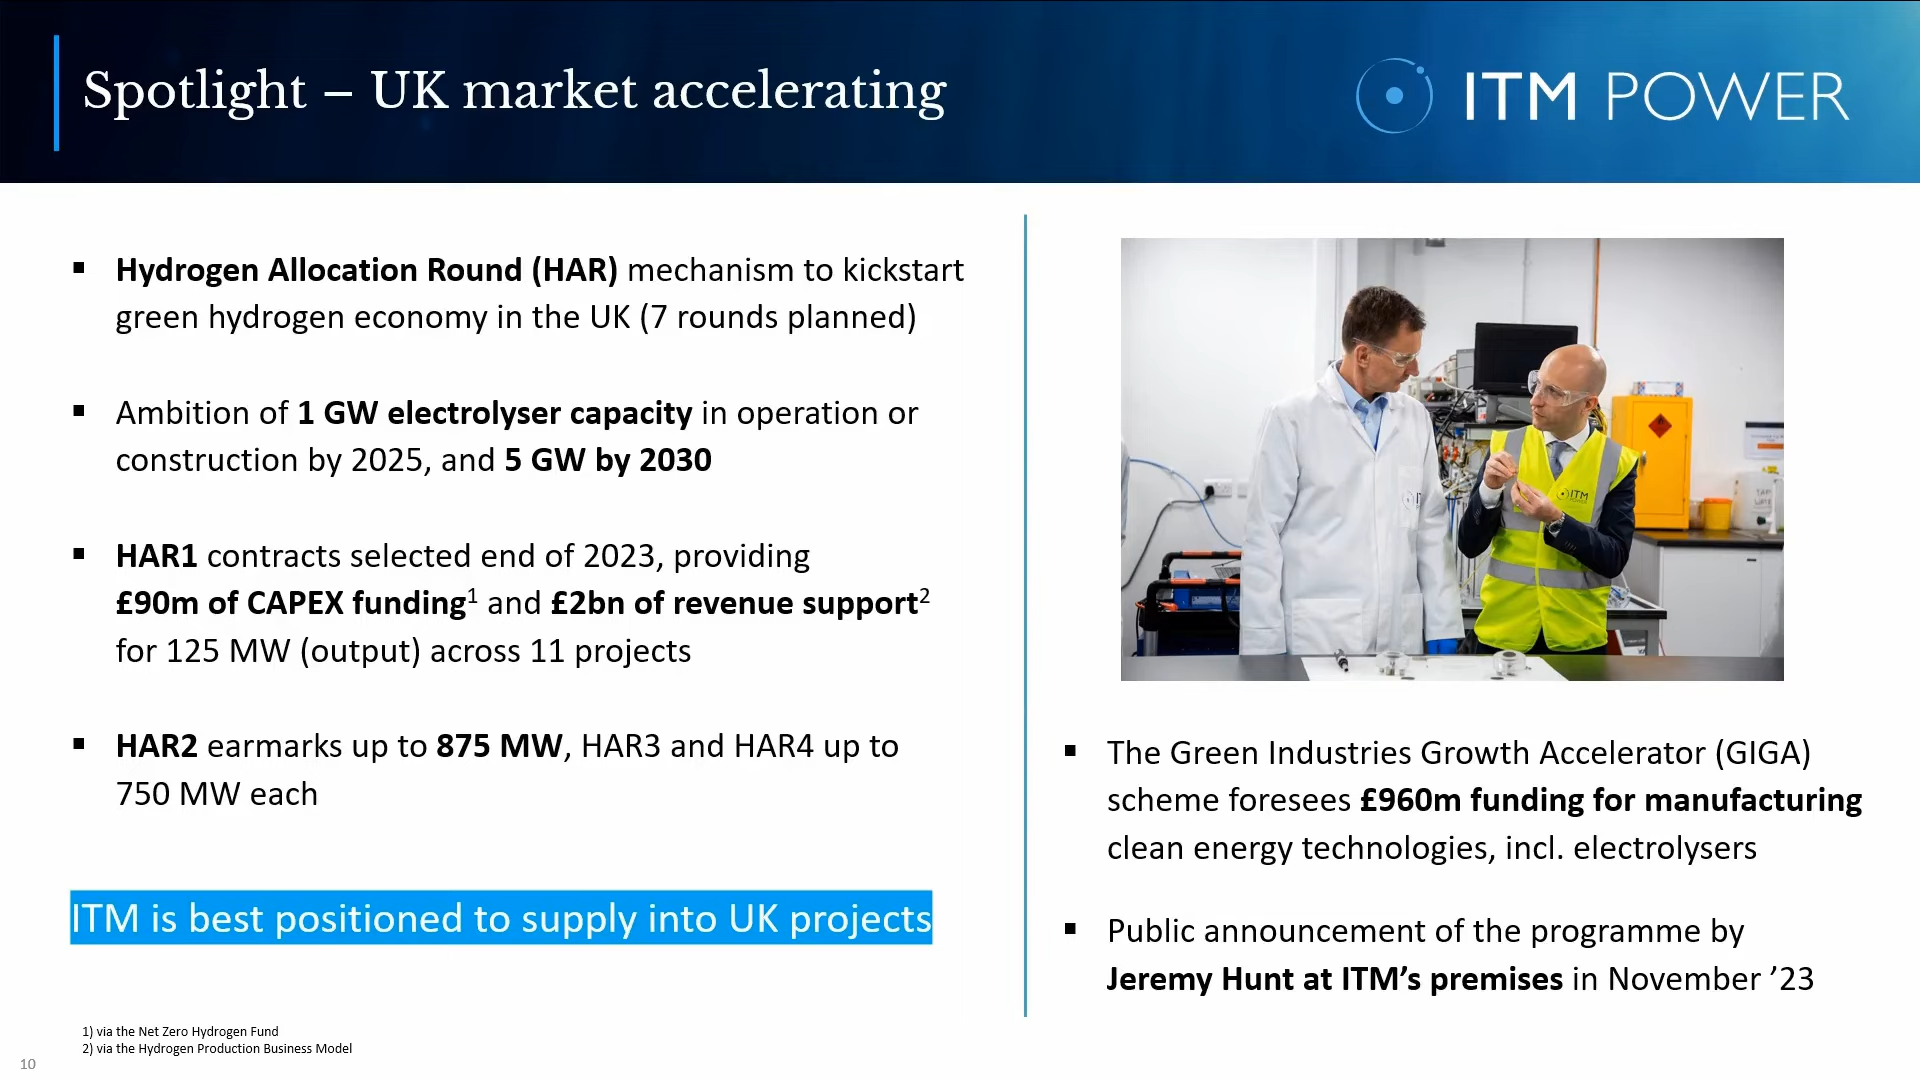 Spotlight – UK market accelerating
ITM POWER
▪ Hydrogen Allocation Round (HAR) mechanism to kickstart
green hydrogen economy in the UK (7 rounds planned)
▪ Ambition of 1 GW electrolyser capacity in operation or
construction by 2025, and 5 GW by 2030
▪ HAR1 contracts selected end of 2023, providing
£90m of CAPEX funding1 and £2bn of revenue support2
for 125 MW (output) across 11 projects
▪ HAR2 earmarks up to 875 MW, HAR3 and HAR4 up to
750 MW each
ITM is best positioned to supply into UK projects
1) via the Net Zero Hydrogen Fund
2) via the Hydrogen Production Business Model
10
ITM
▪ The Green Industries Growth Accelerator (GIGA)
scheme foresees £960m funding for manufacturing
clean energy technologies, incl. electrolysers
▪ Public announcement of the programme by
Jeremy Hunt at ITM’s premises in November ’23